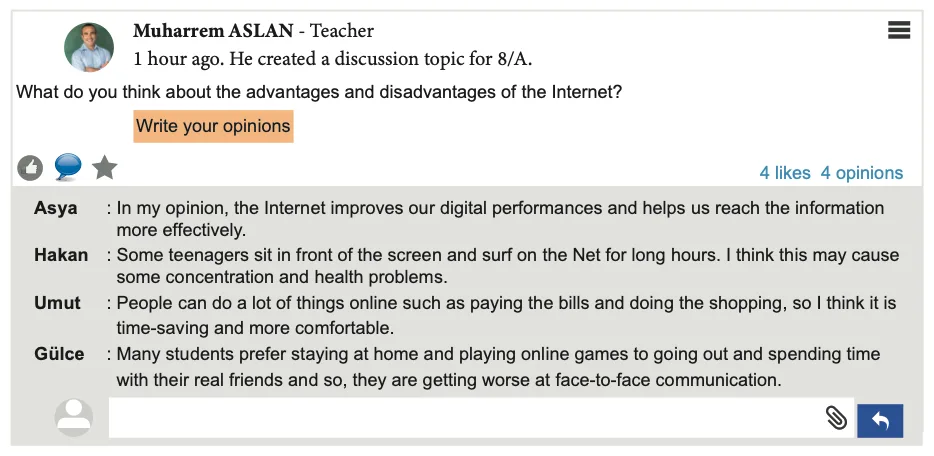 Muharrem ASLAN - Teacher
1 hour ago. He created a discussion topic for 8/A.
What do you think about the advantages and disadvantages of the Internet?
Write your opinions
4 likes 4 opinions
Asya : In my opinion, the Internet improves our digital performances and helps us reach the information
more effectively.
Hakan : Some teenagers sit in front of the screen and surf on the Net for long hours. I think this may cause
some concentration and health problems.
Umut : People can do a lot of things online such as paying the bills and doing the shopping, so I think it is
time-saving and more comfortable.
Gülce : Many students prefer staying at home and playing online games to going out and spending time
with their real friends and so, they are getting worse at face-to-face communication.